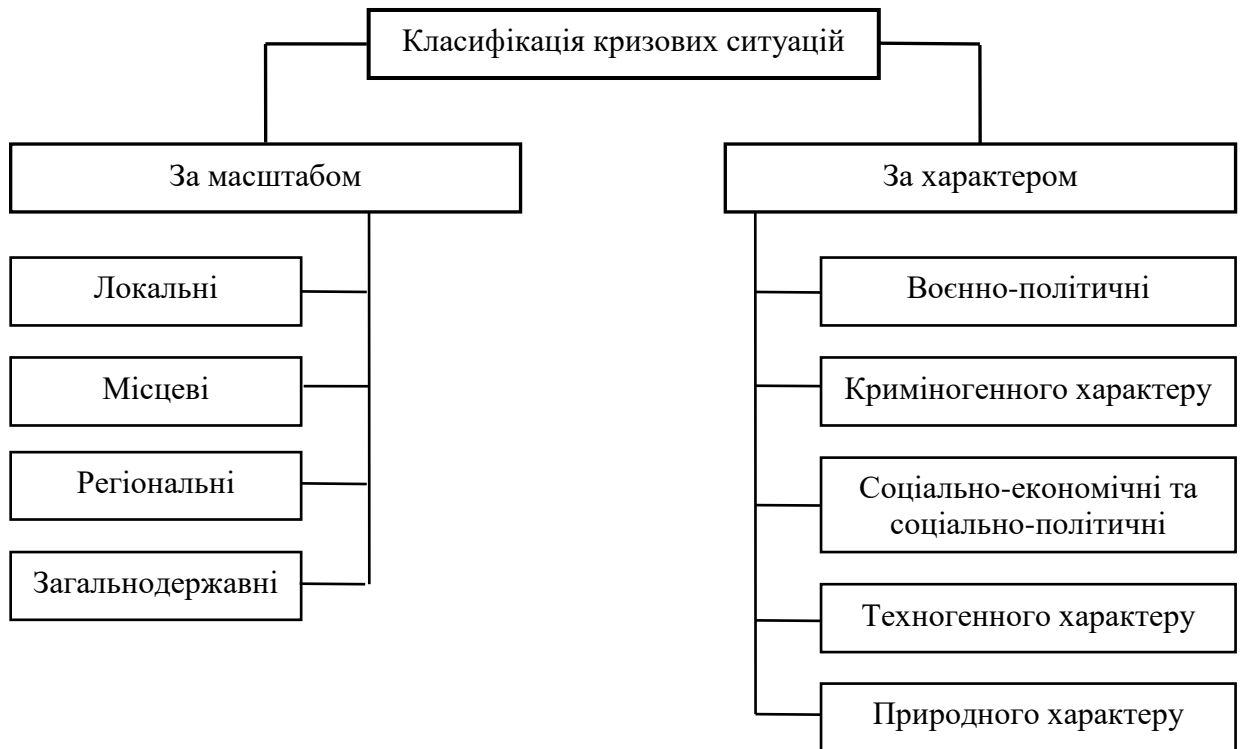 Класифікація кризових ситуацій
За масштабом
Локальні
Місцеві
Регіональні
Загальнодержавні
За характером
Воєнно-політичні
Криміногенного характеру
Соціально-економічні та
соціально-політичні
Техногенного характеру
Природного характеру